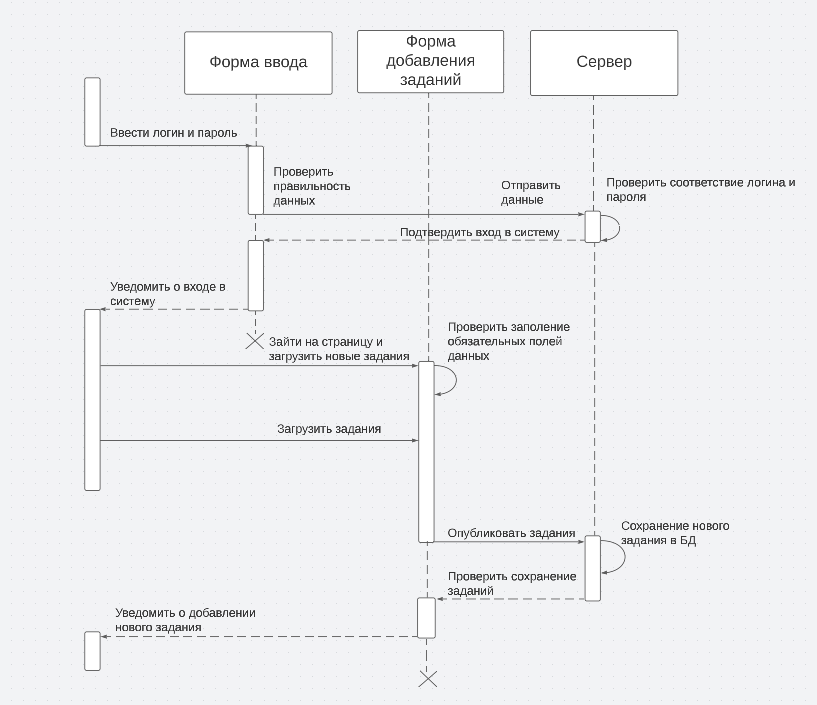 Форма ввода
Форма
добавления
заданий
Сервер
Ввести логин и пароль
Проверить
правильность
данных
Отправить
данные
Проверить соответствие логина и
пароля
Подтвердить вход в систему
Уведомить о входе в
систему
Проверить заполение
обязательных полей
данных
Зайти на страницу и
загрузить новые задания
Загрузить задания
Опубликовать задания
Сохранение нового
задания в БД
Проверить сохранение
заданий
Уведомить о добавлении
нового задания